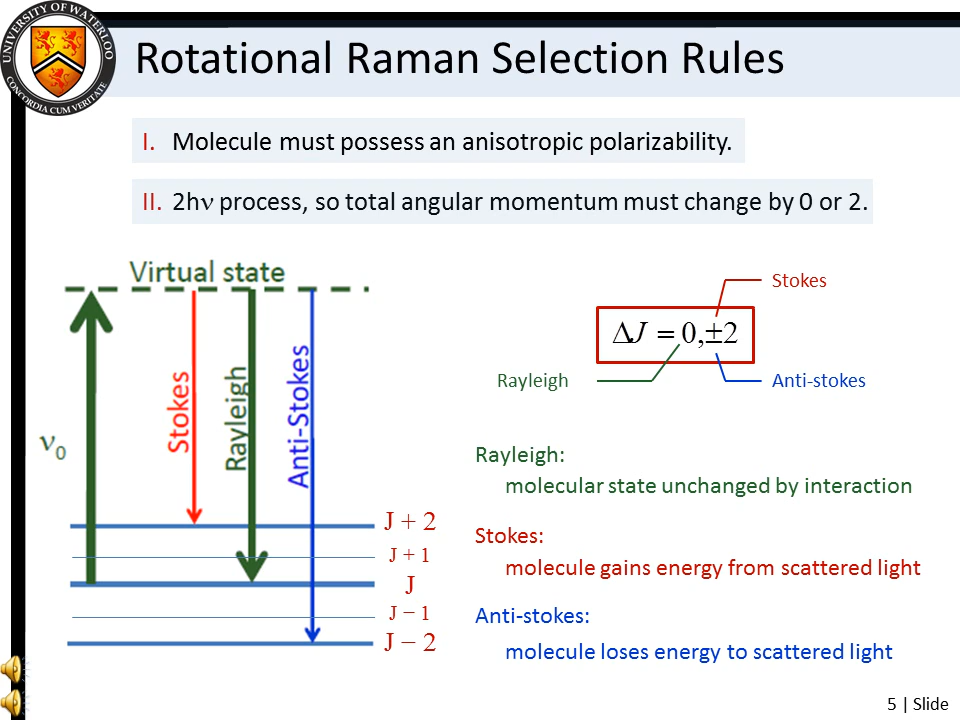 UNIVERSITY OF WATERLOO
CONCORDIA CUM VERITATE
Rotational Raman Selection Rules
I. Molecule must possess an anisotropic polarizability.
II. 2hν process, so total angular momentum must change by 0 or 2.
Virtual state
Stokes
ΔJ = 0,±2
Rayleigh
Anti-stokes
ν0
Stokes
Rayleigh
Anti-Stokes
J + 2
J + 1
J
J − 1
J − 2
Rayleigh:
molecular state unchanged by interaction
Stokes:
molecule gains energy from scattered light
Anti-stokes:
molecule loses energy to scattered light
5 | Slide